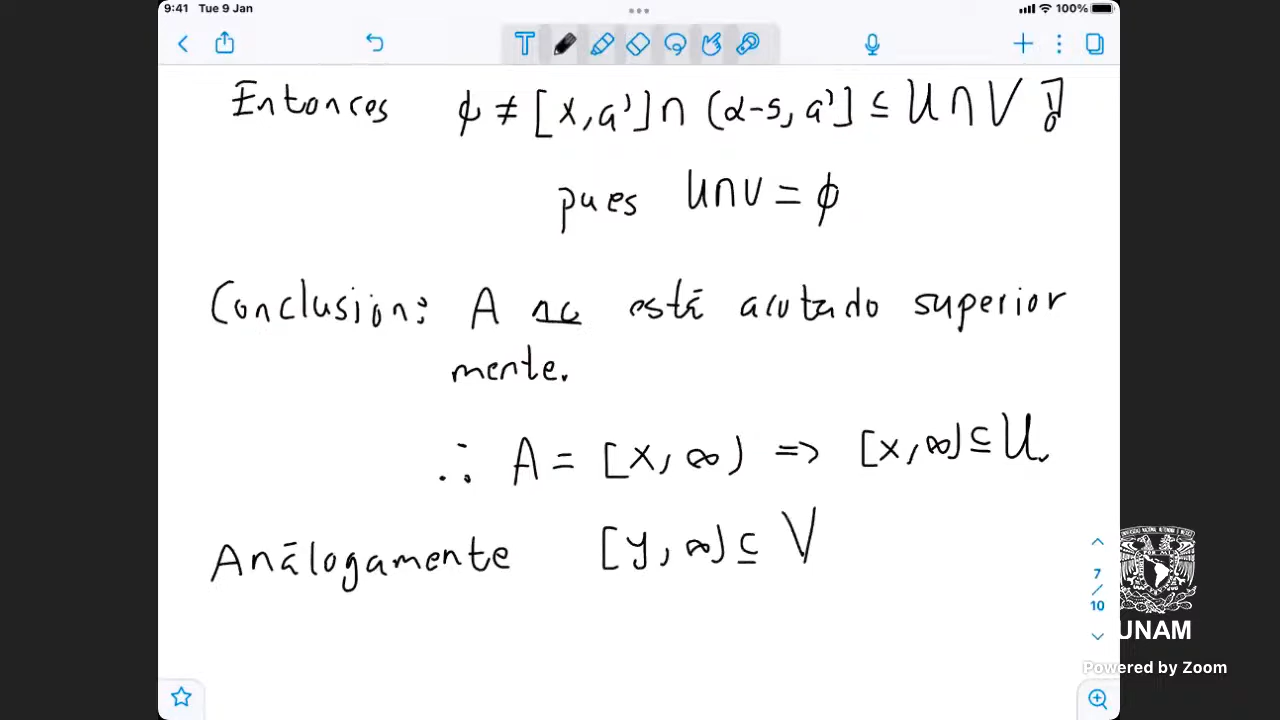 9:41 Tue 9 Jan
100%
Entonces ϕ ≠ [x, a'] ∩ (α-s, a'] ⊆ U ∩ V
pues U∩V = ϕ
Conclusión: A no está acotado superior
mente.
∴ A = [x, ∞) ⇒ [x, ∞) ⊆ U.
Análogamente [y, ∞) ⊆ V
7
/
10
UNAM
Powered by Zoom